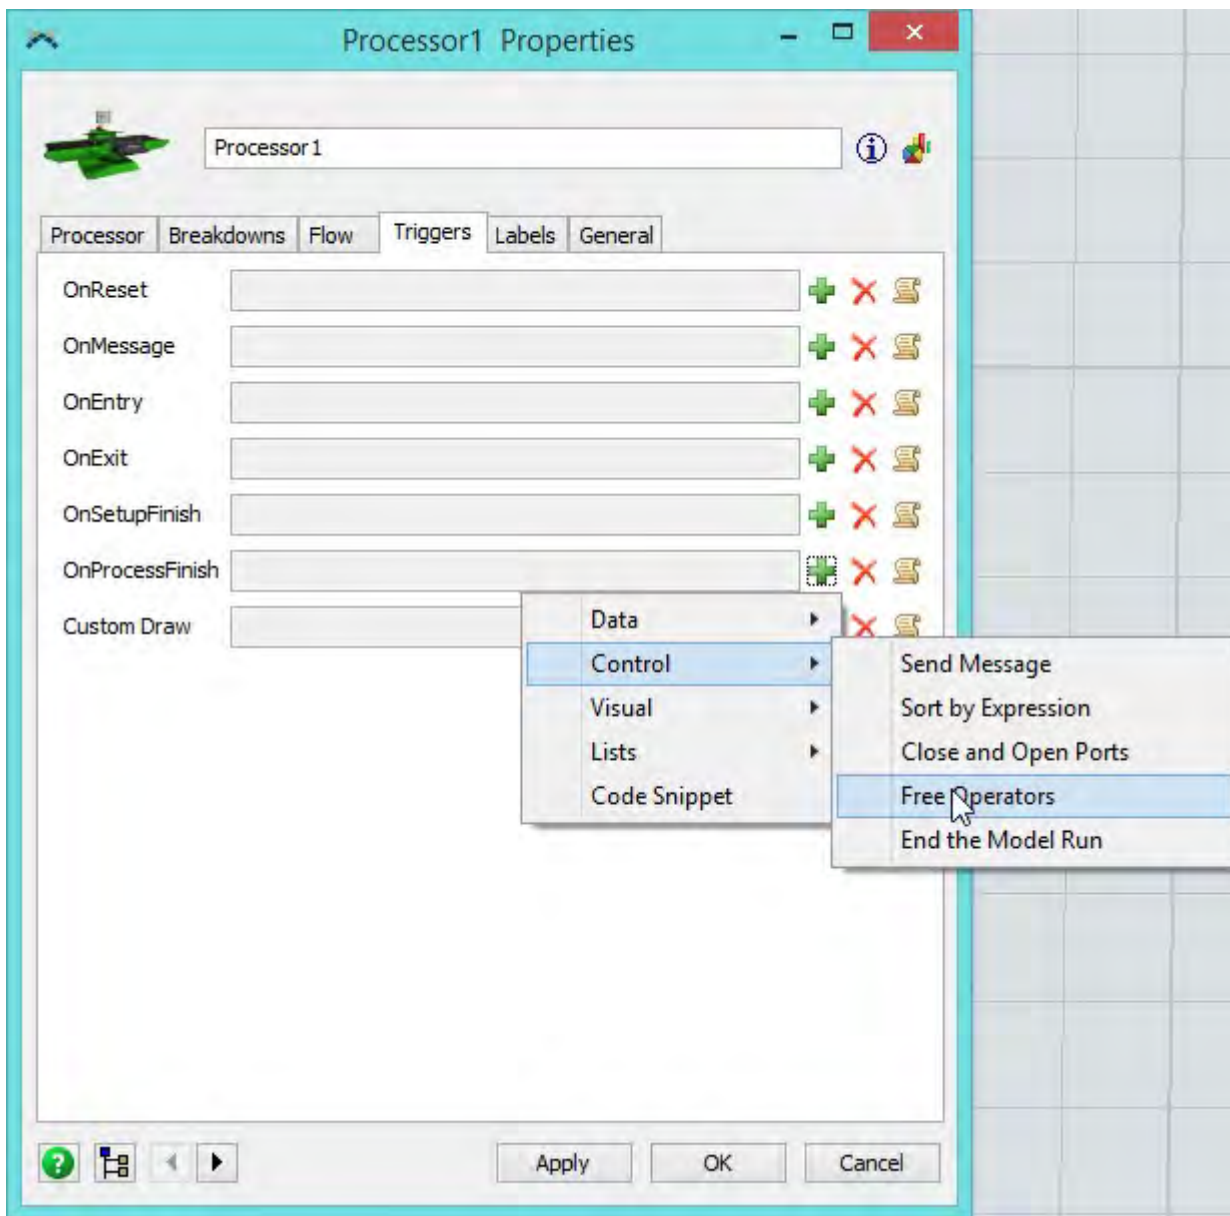 Processor1 Properties
Processor1
Processor Breakdowns Flow Triggers Labels General
OnReset
OnMessage
OnEntry
OnExit
OnSetupFinish
OnProcessFinish
Custom Draw
Data
Control
Visual
Lists
Code Snippet
Send Message
Sort by Expression
Close and Open Ports
Free Operators
End the Model Run
Apply OK Cancel